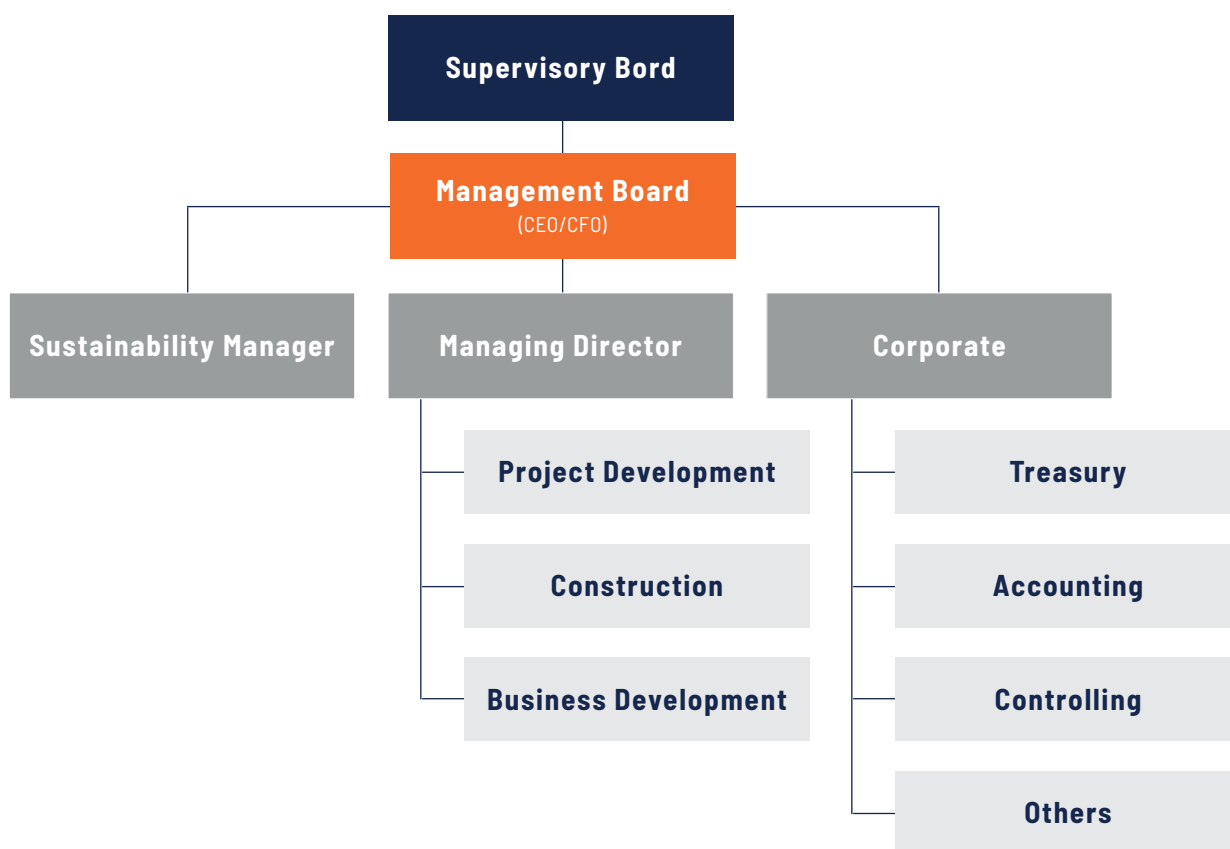 Supervisory Bord
Management Board
(CEO/CFO)
Sustainability Manager
Managing Director
Corporate
Project Development
Treasury
Construction
Accounting
Business Development
Controlling
Others